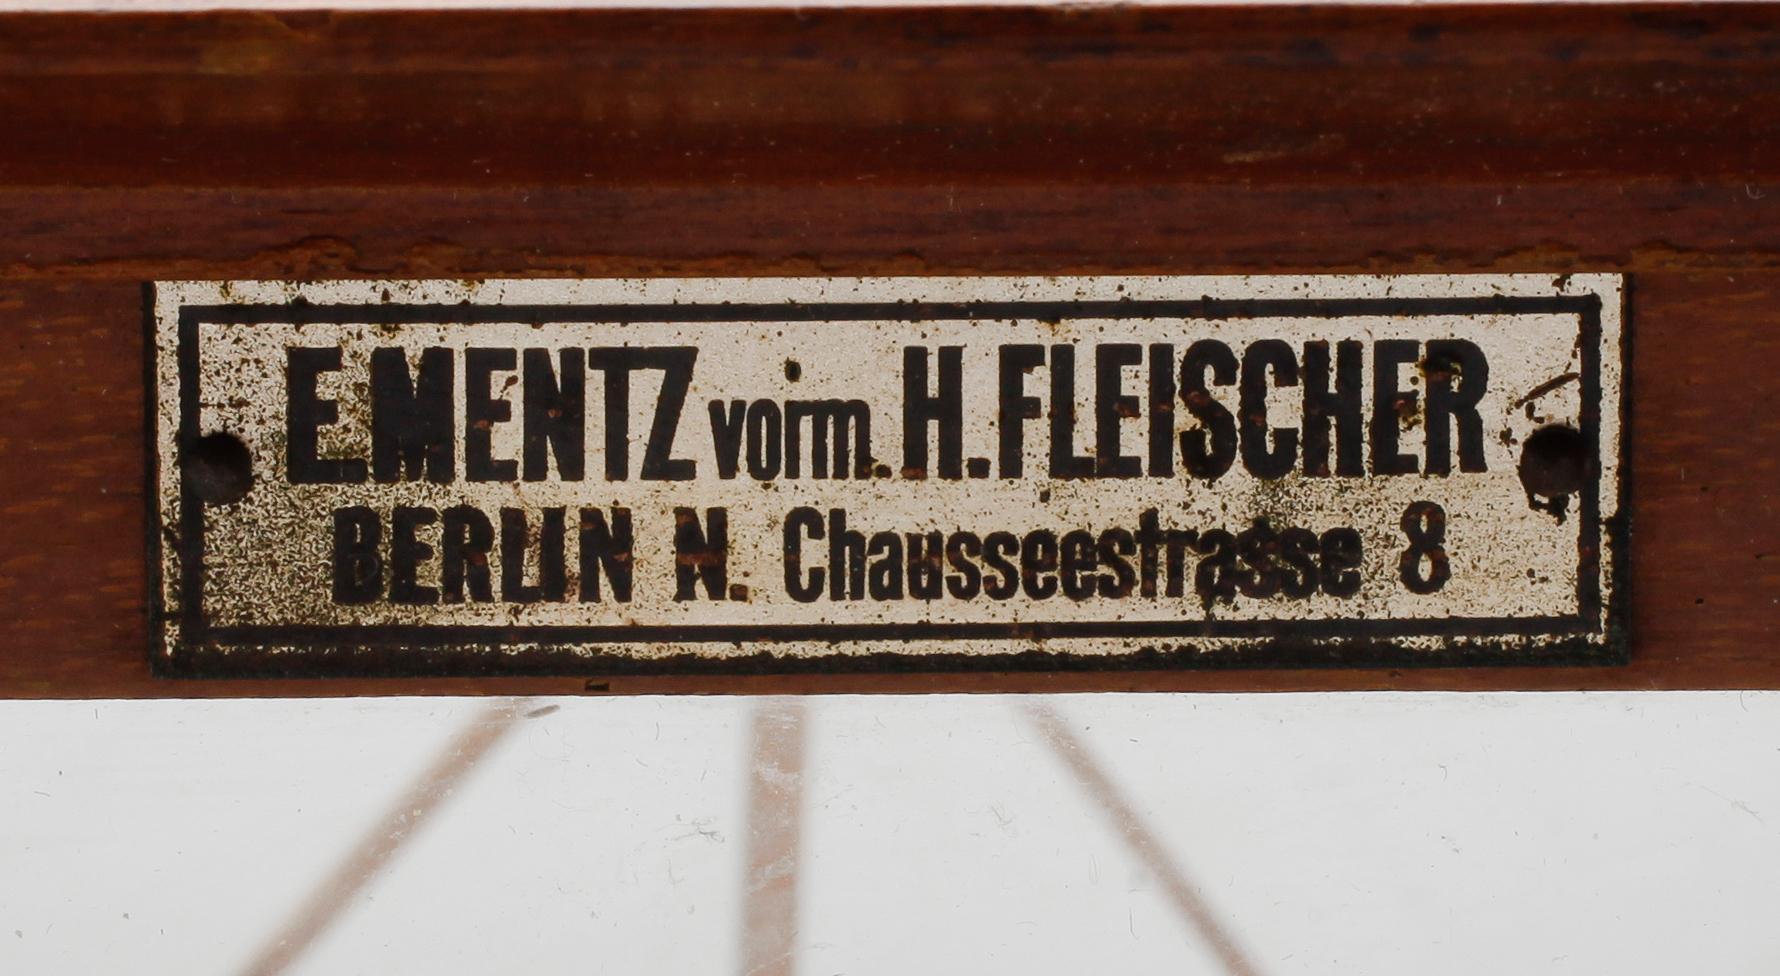 E. MENTZ vorm. H. FLEISCHER
BERLIN N. Chausseestrasse 8